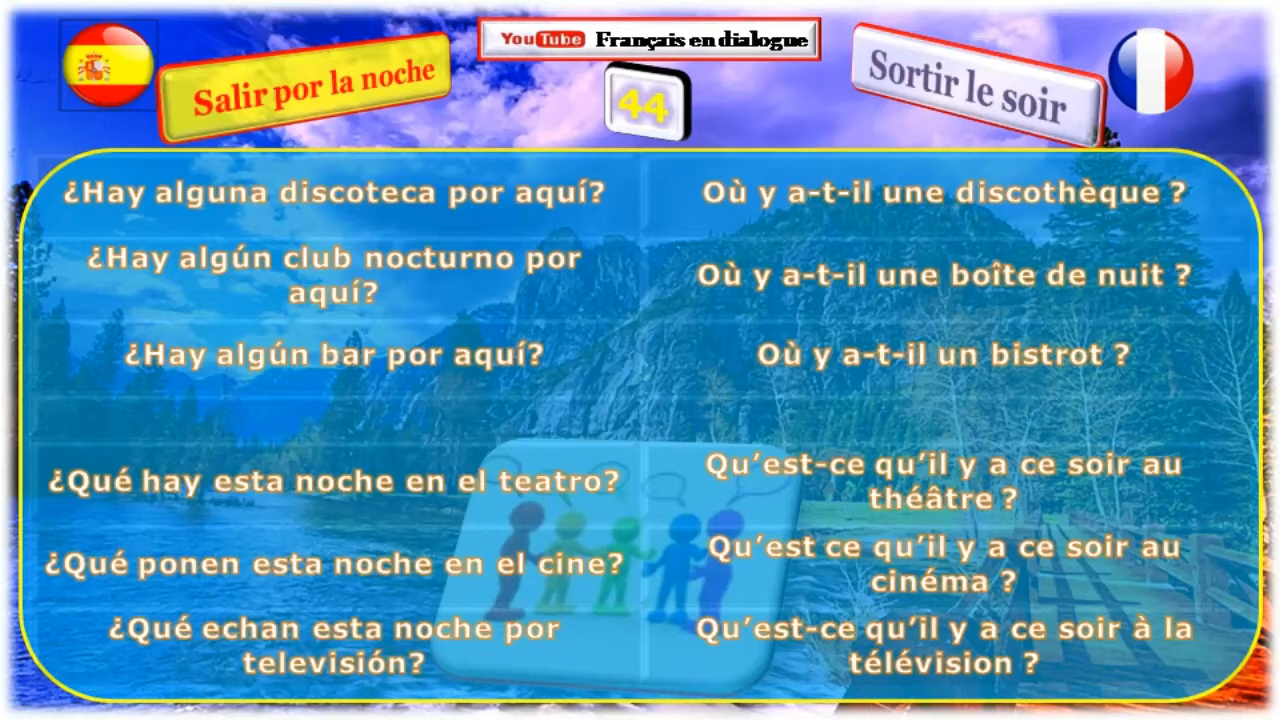 YouTube Français en dialogue
Salir por la noche
44
Sortir le soir
¿Hay alguna discoteca por aquí?
Où y a-t-il une discothèque ?
¿Hay algún club nocturno por
aquí?
Où y a-t-il une boîte de nuit ?
¿Hay algún bar por aquí?
Où y a-t-il un bistrot ?
¿Qué hay esta noche en el teatro?
Qu’est-ce qu’il y a ce soir au
théâtre ?
¿Qué ponen esta noche en el cine?
Qu’est ce qu’il y a ce soir au
cinéma ?
¿Qué echan esta noche por
televisión?
Qu’est-ce qu’il y a ce soir à la
télévision ?